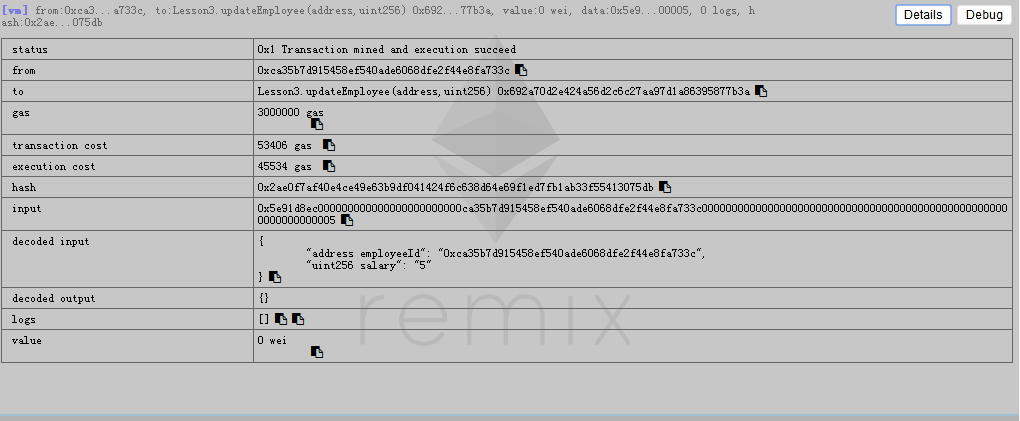 [vm] from:0xca3...a733c, to:Lesson3.updateEmployee(address,uint256) 0x692...77b3a, value:0 wei, data:0x5e9...00005, 0 logs, h
ash:0x2ae...075db
Details
Debug
status 0x1 Transaction mined and execution succeed
from 0xca35b7d915458ef540ade6068dfe2f44e8fa733c
to Lesson3.updateEmployee(address,uint256) 0x692a70d2e424a56d2c6c27aa97d1a86395877b3a
gas 3000000 gas
transaction cost 53406 gas
execution cost 45534 gas
hash 0x2ae0f7af40e4ce49e63b9df041424f6c638d64e69f1ed7fb1ab33f55413075db
input 0x5e91d8ec000000000000000000000000ca35b7d915458ef540ade6068dfe2f44e8fa733c000000000000000000000000000000000000000000000000000
0000000000005
decoded input {
"address employeeId": "0xca35b7d915458ef540ade6068dfe2f44e8fa733c",
"uint256 salary": "5"
}
decoded output {}
logs []
value 0 wei
remix